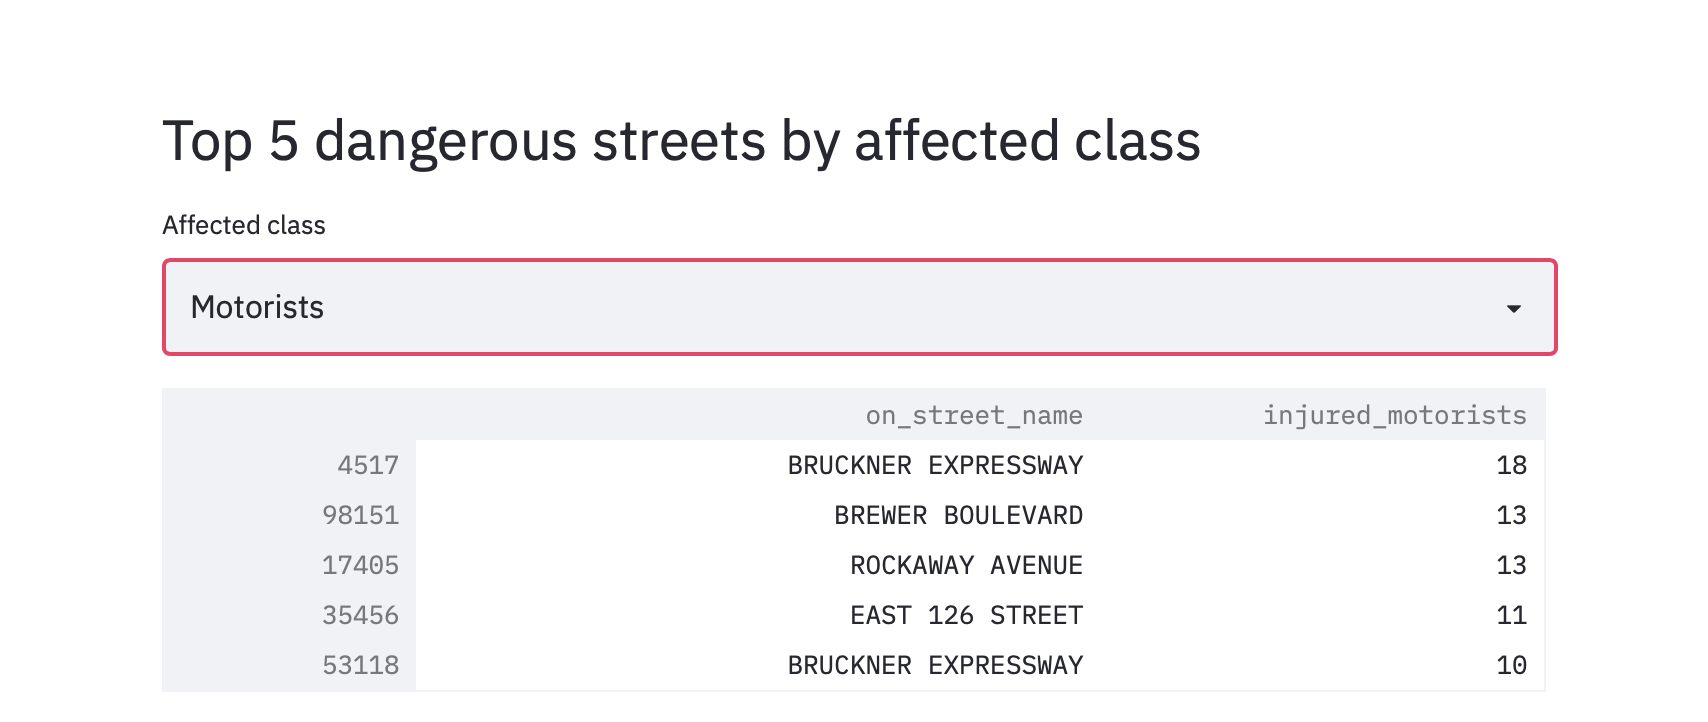 Top 5 dangerous streets by affected class
Affected class
Motorists
on_street_name injured_motorists
4517 BRUCKNER EXPRESSWAY 18
98151 BREWER BOULEVARD 13
17405 ROCKAWAY AVENUE 13
35456 EAST 126 STREET 11
53118 BRUCKNER EXPRESSWAY 10